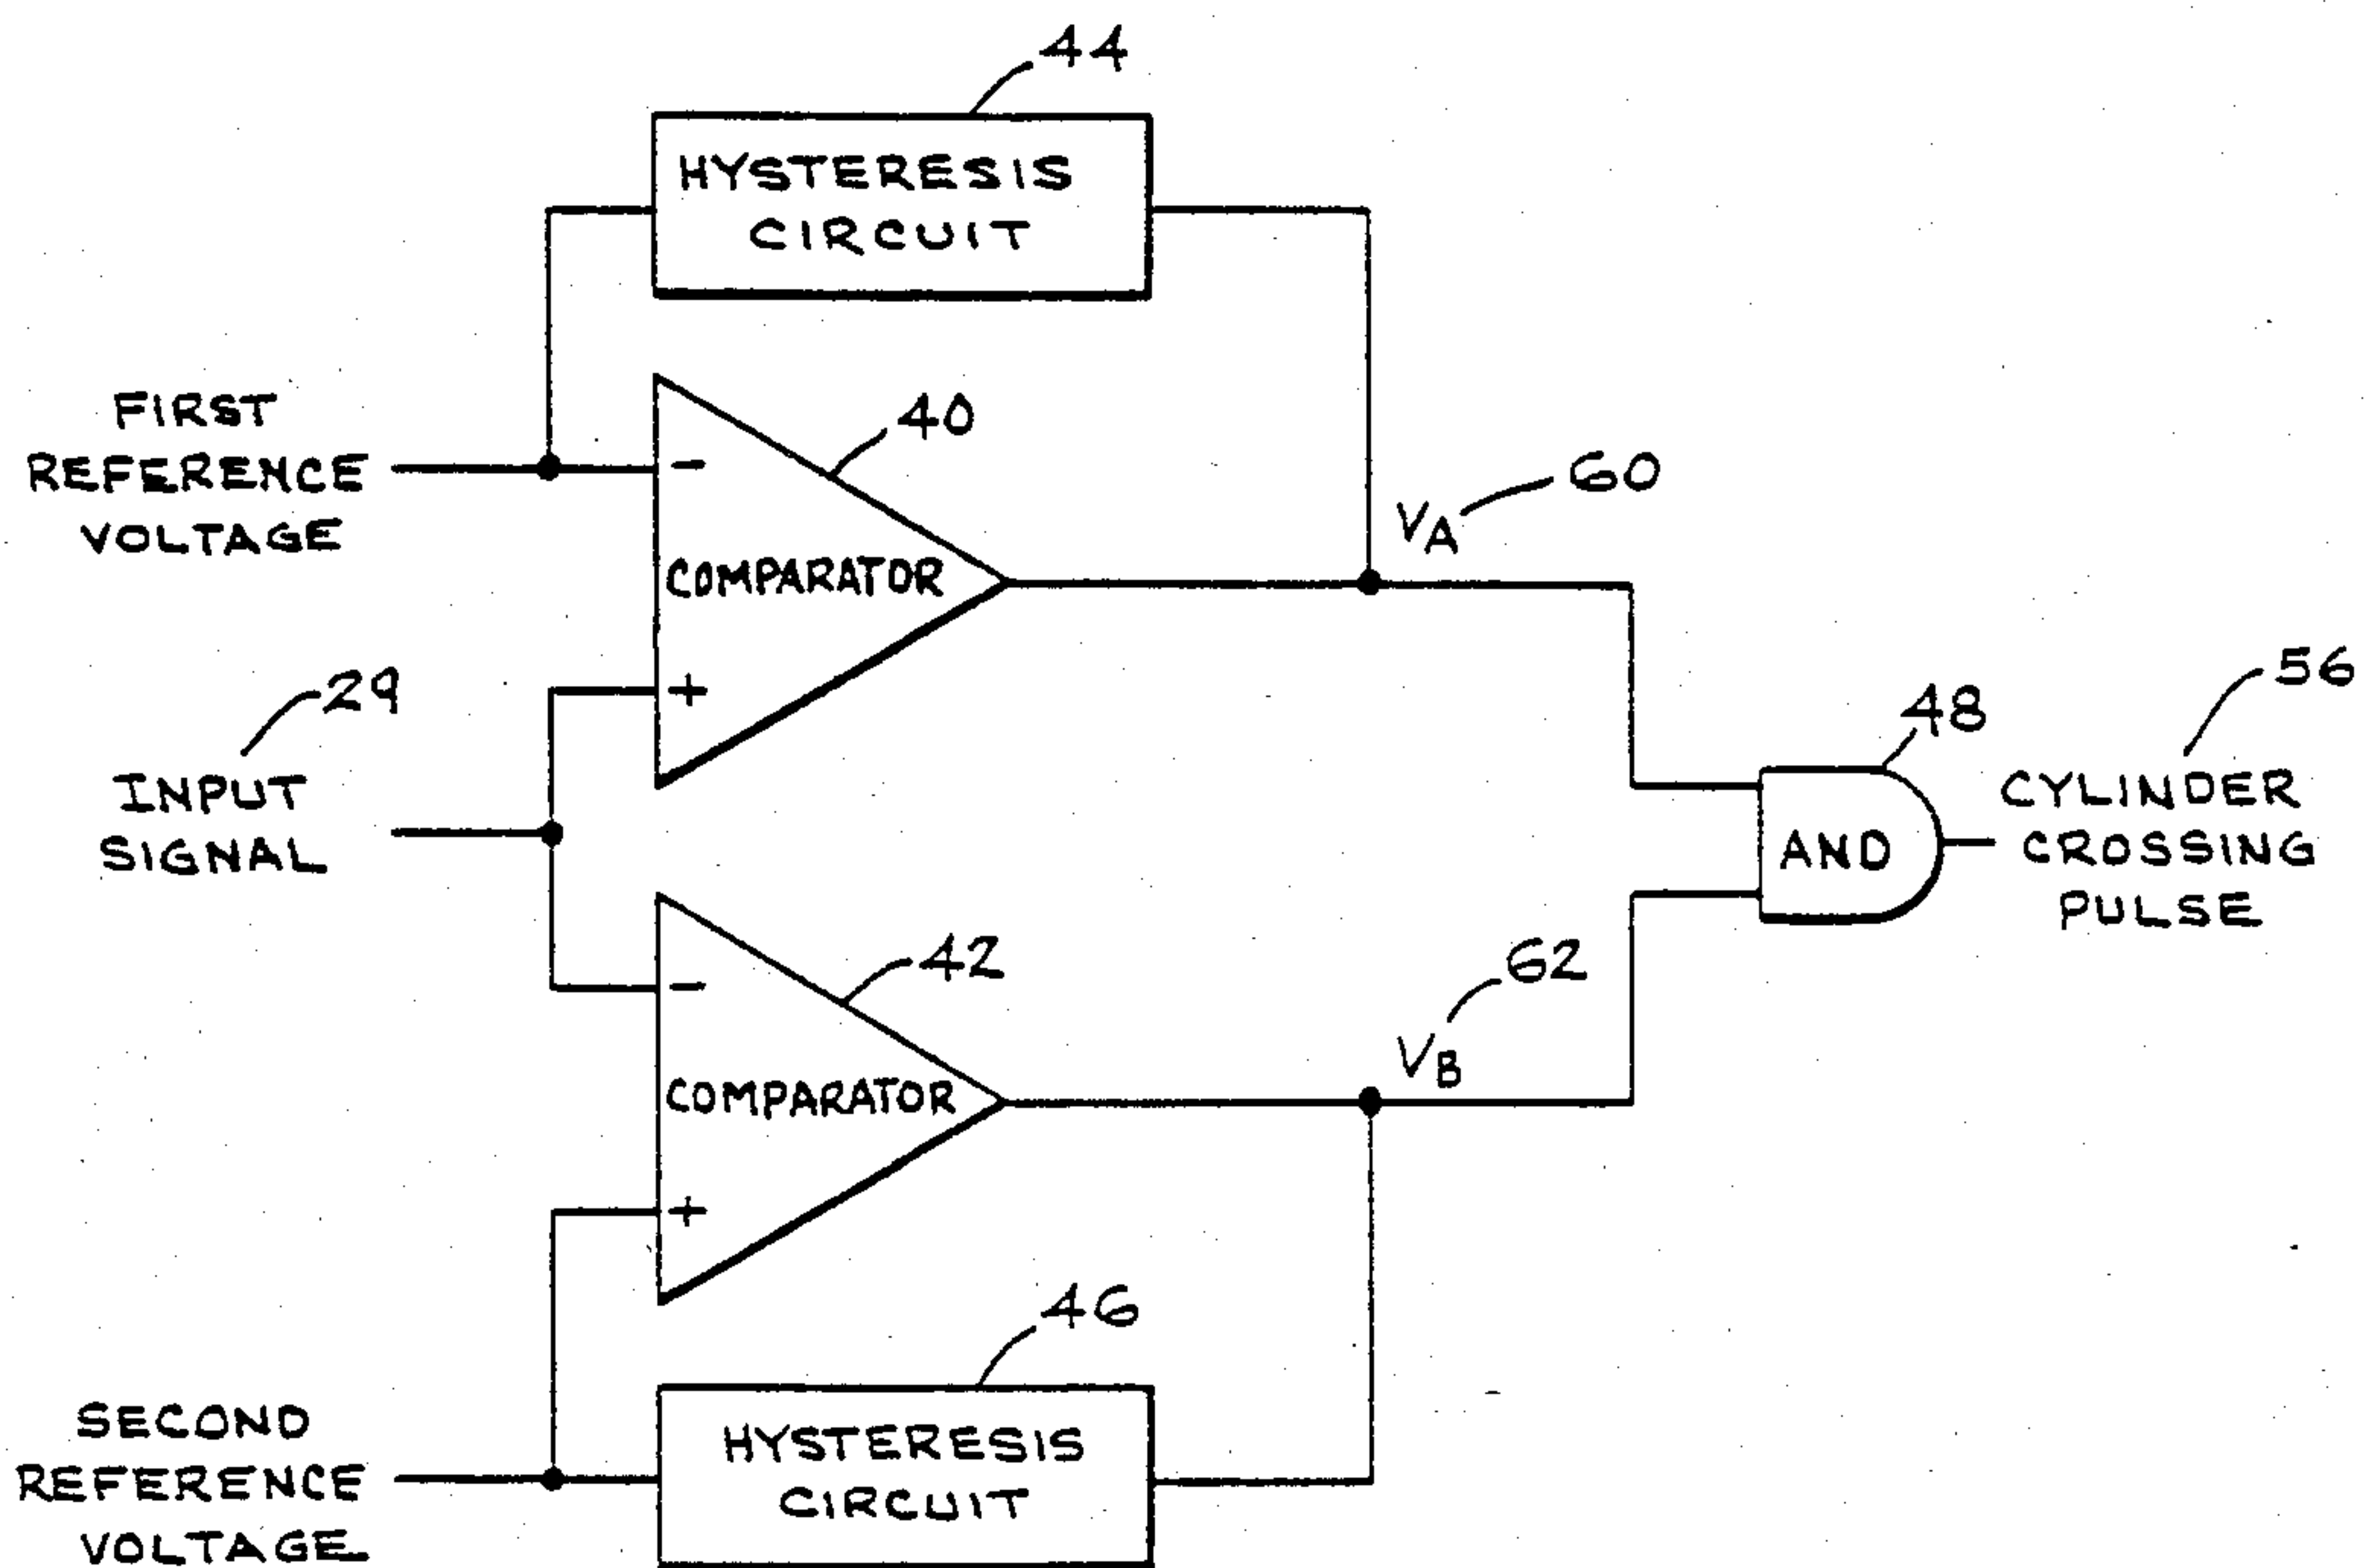 44
HYSTERESIS
CIRCUIT
FIRST
REFERENCE
VOLTAGE
-
40
COMPARATOR
+
VA
60
29
INPUT
SIGNAL
48
56
AND
CYLINDER
CROSSING
PULSE
-
42
COMPARATOR
+
62
VB
46
HYSTERESIS
CIRCUIT
SECOND
REFERENCE
VOLTAGE